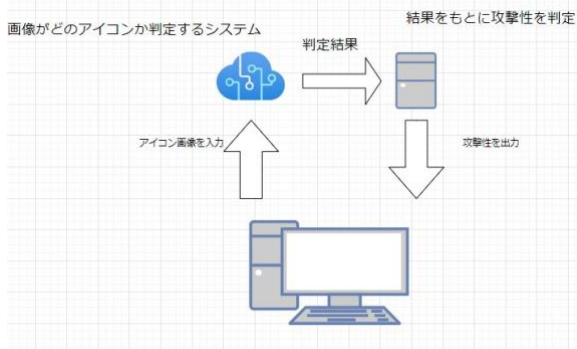 画像がどのアイコンか判定するシステム
結果をもとに攻撃性を判定
判定結果
アイコン画像を入力
攻撃性を出力